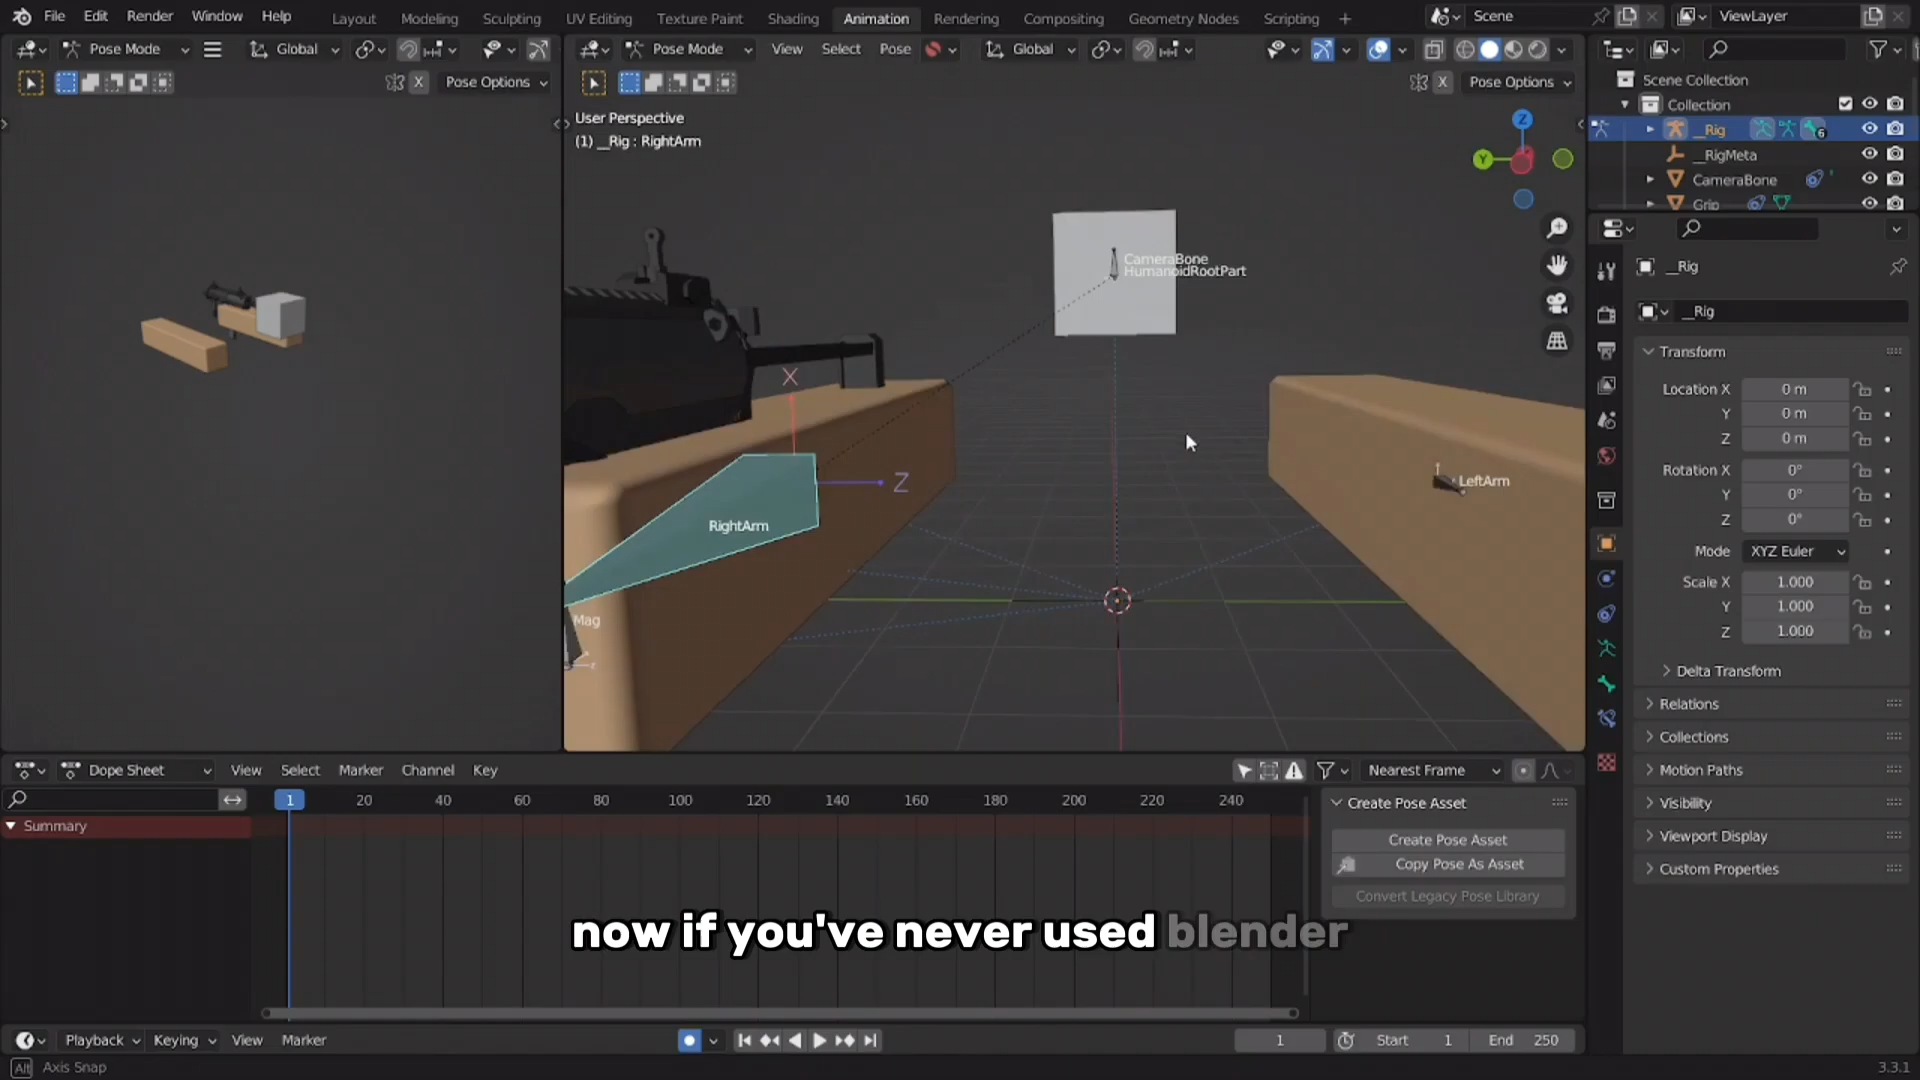 File Edit Render Window Help Layout Modeling Sculpting UV Editing Texture Paint Shading Animation Rendering Compositing Geometry Nodes Scripting + Scene ViewLayer
Pose Mode Global
X Pose Options
Pose Mode View Select Pose Global
X Pose Options
User Perspective
(1) __Rig : RightArm
Z
Y
CameraBone
HumanoidRootPart
X
Z
RightArm
LeftArm
Mag
Scene Collection
Collection
__Rig 6
__RigMeta
CameraBone
Grip
__Rig
__Rig
Transform
Location X 0 m
Y 0 m
Z 0 m
Rotation X 0°
Y 0°
Z 0°
Mode XYZ Euler
Scale X 1.000
Y 1.000
Z 1.000
Delta Transform
Relations
Collections
Motion Paths
Visibility
Viewport Display
Custom Properties
Dope Sheet View Select Marker Channel Key Nearest Frame
1 20 40 60 80 100 120 140 160 180 200 220 240
Summary
Create Pose Asset
Create Pose Asset
Copy Pose As Asset
Convert Legacy Pose Library
now if you've never used blender
Playback Keying View Marker 1 Start 1 End 250
Alt Axis Snap 3.3.1